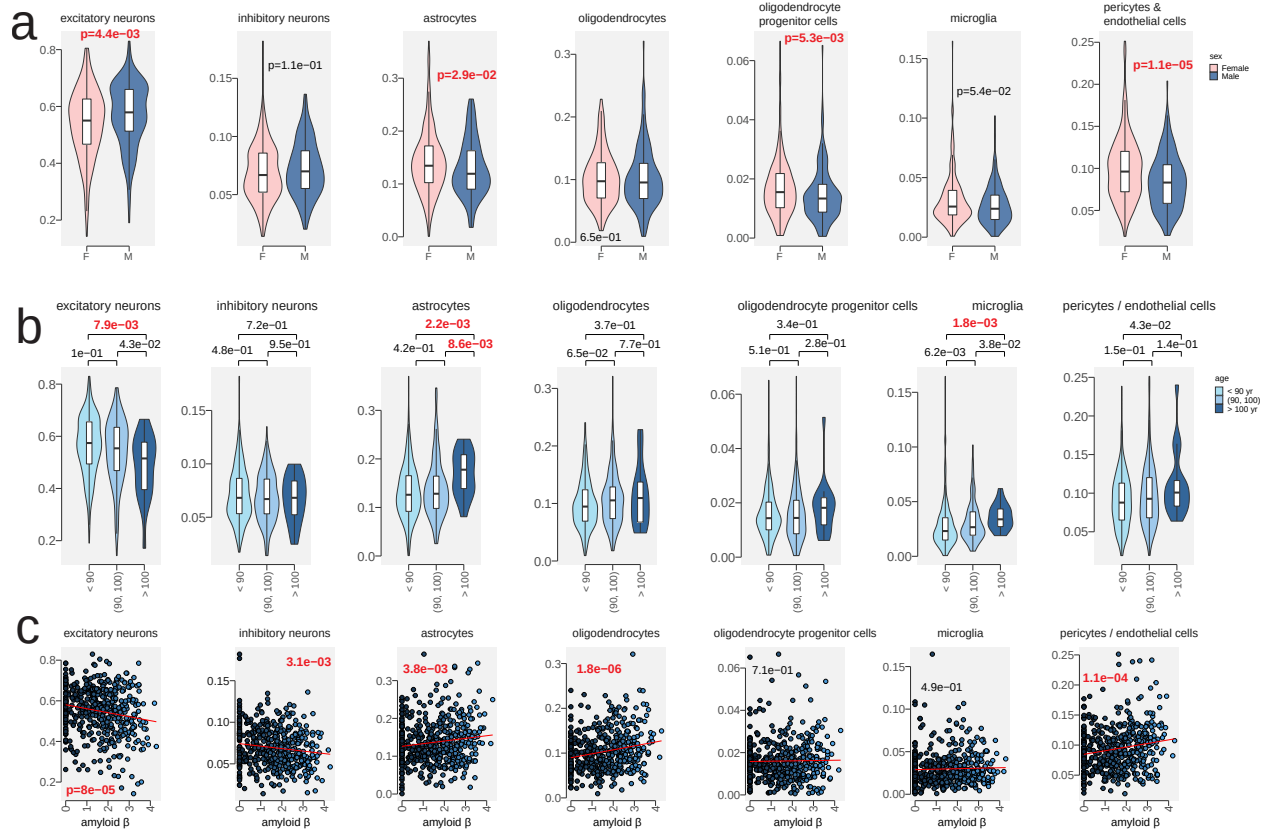 a
excitatory neurons
inhibitory neurons
astrocytes
oligodendrocytes
oligodendrocyte
progenitor cells
microglia
pericytes &
endothelial cells
p=4.4e−03
p=1.1e−01
p=2.9e−02
6.5e−01
p=5.3e−03
p=5.4e−02
p=1.1e−05
0.8
0.6
0.4
0.2
0.15
0.10
0.05
0.3
0.2
0.1
0.0
0.3
0.2
0.1
0.0
0.06
0.04
0.02
0.00
0.15
0.10
0.05
0.00
0.25
0.20
0.15
0.10
0.05
F M
F M
F M
F M
F M
F M
F M
sex
Female
Male
b
excitatory neurons
7.9e−03
4.3e−02
1e−01
inhibitory neurons
7.2e−01
9.5e−01
4.8e−01
astrocytes
2.2e−03
8.6e−03
4.2e−01
oligodendrocytes
3.7e−01
7.7e−01
6.5e−02
oligodendrocyte progenitor cells
3.4e−01
2.8e−01
5.1e−01
microglia
1.8e−03
3.8e−02
6.2e−03
pericytes / endothelial cells
4.3e−02
1.4e−01
1.5e−01
0.8
0.6
0.4
0.2
0.15
0.10
0.05
0.3
0.2
0.1
0.0
0.3
0.2
0.1
0.0
0.06
0.04
0.02
0.00
0.15
0.10
0.05
0.00
0.25
0.20
0.15
0.10
0.05
< 90
(90, 100)
> 100
< 90
(90, 100)
> 100
< 90
(90, 100)
> 100
< 90
(90, 100)
> 100
< 90
(90, 100)
> 100
< 90
(90, 100)
> 100
< 90
(90, 100)
> 100
age
< 90 yr
(90, 100)
> 100 yr
c
excitatory neurons
inhibitory neurons
astrocytes
oligodendrocytes
oligodendrocyte progenitor cells
microglia
pericytes / endothelial cells
p=8e−05
3.1e−03
3.8e−03
1.8e−06
7.1e−01
4.9e−01
1.1e−04
0.8
0.6
0.4
0.2
0.15
0.10
0.05
0.3
0.2
0.1
0.0
0.3
0.2
0.1
0.0
0.06
0.04
0.02
0.00
0.15
0.10
0.05
0.00
0.25
0.20
0.15
0.10
0.05
0 1 2 3 4
0 1 2 3 4
0 1 2 3 4
0 1 2 3 4
0 1 2 3 4
0 1 2 3 4
0 1 2 3 4
amyloid β
amyloid β
amyloid β
amyloid β
amyloid β
amyloid β
amyloid β